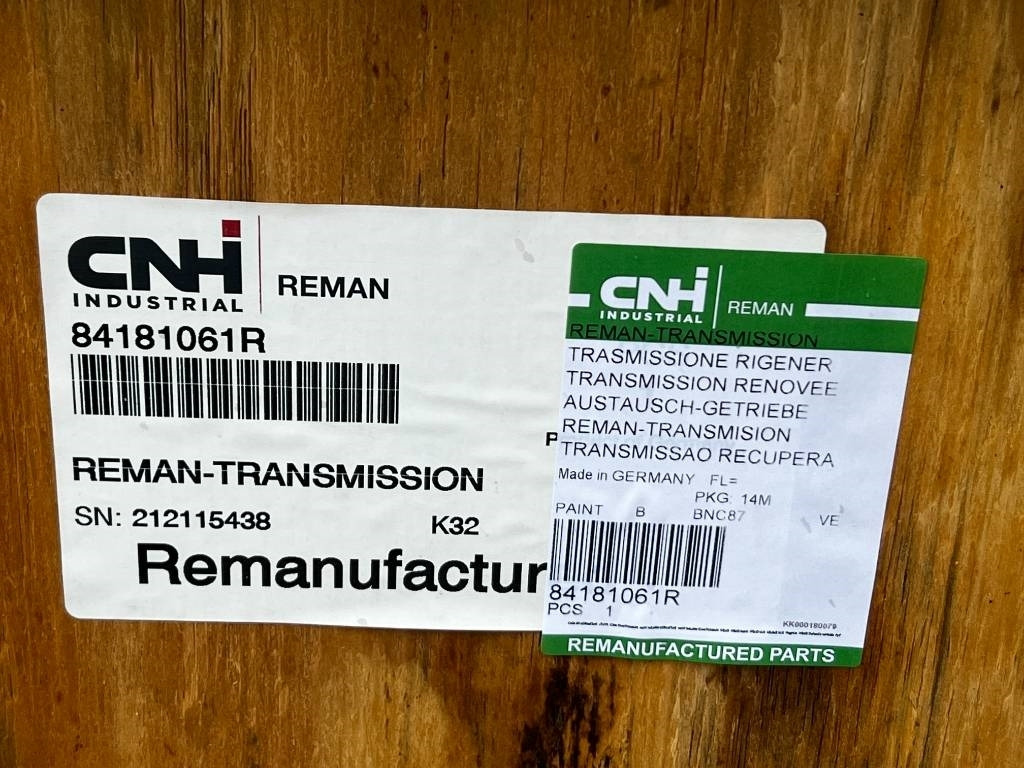 CNH
INDUSTRIAL
REMAN
84181061R
P
REMAN-TRANSMISSION
SN: 212115438
K32
Remanufactur
CNH
INDUSTRIAL
REMAN
REMAN-TRANSMISSION
TRASMISSIONE RIGENER
TRANSMISSION RENOVEE
AUSTAUSCH-GETRIEBE
REMAN-TRANSMISION
TRANSMISSAO RECUPERA
Made in GERMANY FL=
PKG: 14M
PAINT B BNC87 VE
84181061R
PCS 1
KK000180079
REMANUFACTURED PARTS